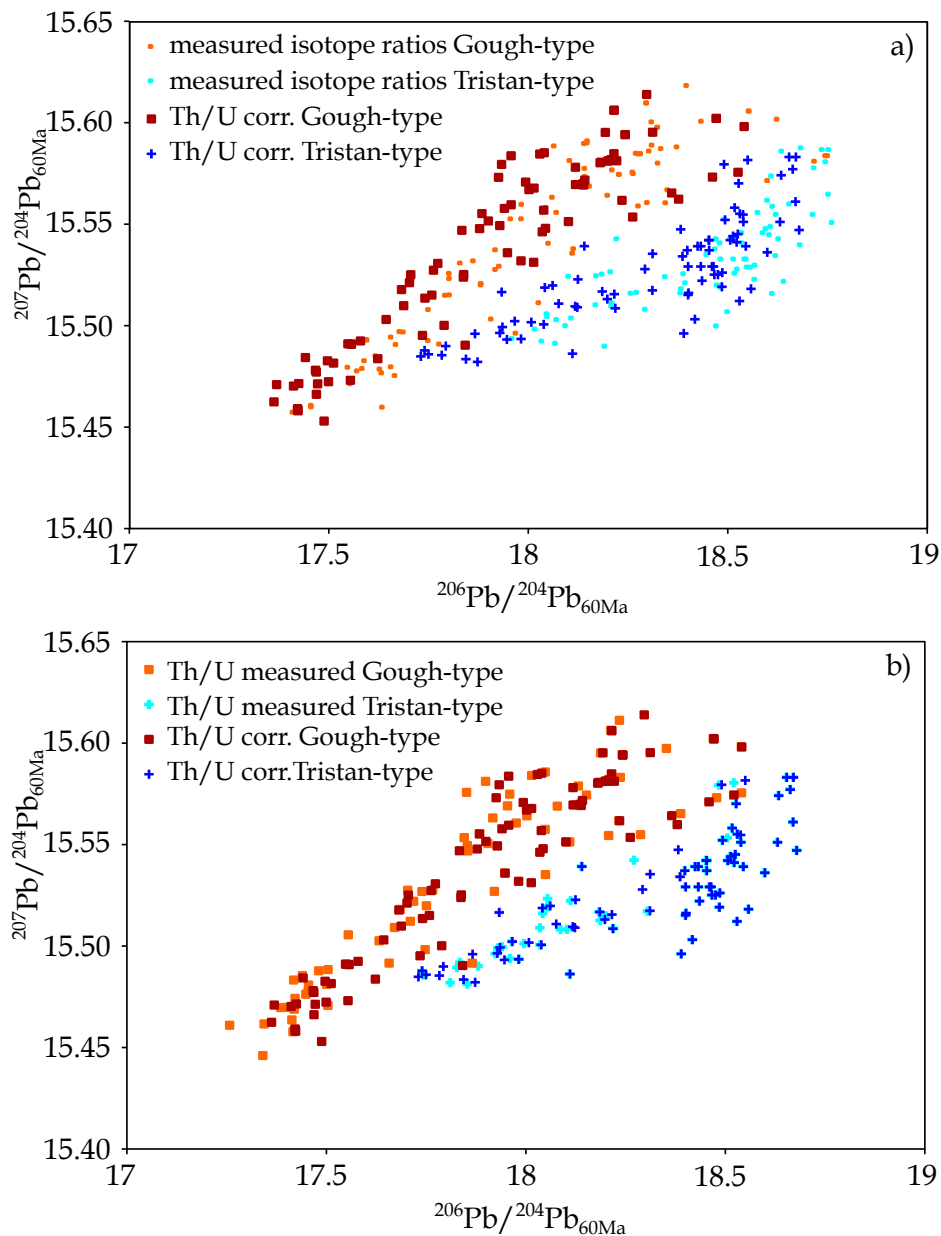 15.65
measured isotope ratios Gough-type
a)
measured isotope ratios Tristan-type
15.60
Th/U corr. Gough-type
Th/U corr. Tristan-type
15.55
²⁰⁷Pb/²⁰⁴Pb₆₀Ma
15.50
15.45
15.40
17
17.5
18
18.5
19
²⁰⁶Pb/²⁰⁴Pb₆₀Ma
15.65
Th/U measured Gough-type
b)
Th/U measured Tristan-type
15.60
Th/U corr. Gough-type
Th/U corr.Tristan-type
15.55
²⁰⁷Pb/²⁰⁴Pb₆₀Ma
15.50
15.45
15.40
17
17.5
18
18.5
19
²⁰⁶Pb/²⁰⁴Pb₆₀Ma